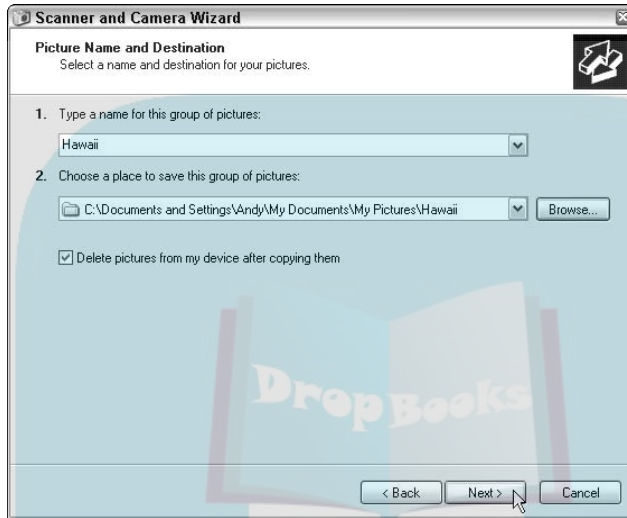 Scanner and Camera Wizard
Picture Name and Destination
Select a name and destination for your pictures.
1. Type a name for this group of pictures:
Hawaii
2. Choose a place to save this group of pictures:
C:\Documents and Settings\Andy\My Documents\My Pictures\Hawaii
Browse...
Delete pictures from my device after copying them
DropBooks
< Back
Next >
Cancel